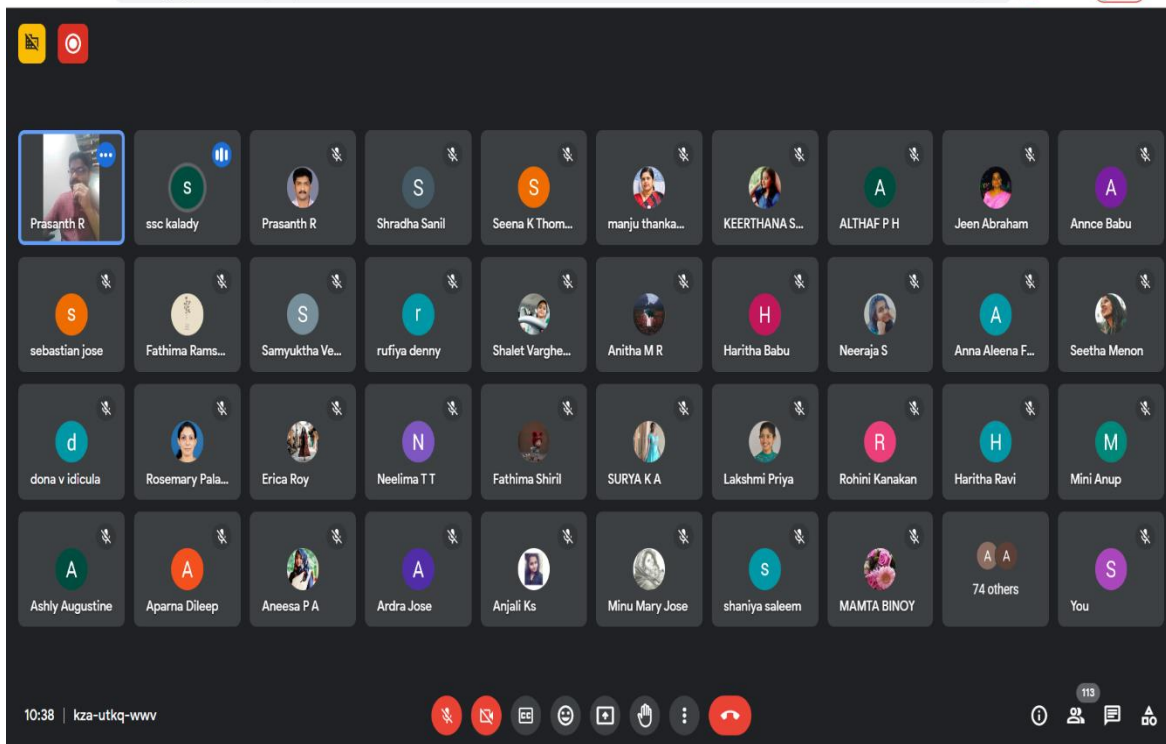 S
S
S
A
A
Prasanth R
ssc kalady
Prasanth R
Shradha Sanil
Seena K Thom...
manju thanka...
KEERTHANA S...
ALTHAF P H
Jeen Abraham
Annce Babu
s
S
r
H
A
sebastian jose
Fathima Rams...
Samyuktha Ve...
rufiya denny
Shalet Varghe...
Anitha M R
Haritha Babu
Neeraja S
Anna Aleena F...
Seetha Menon
d
N
R
H
M
dona v idicula
Rosemary Pala...
Erica Roy
Neelima T T
Fathima Shiril
SURYA K A
Lakshmi Priya
Rohini Kanakan
Haritha Ravi
Mini Anup
A
A
A
s
A A
S
Ashly Augustine
Aparna Dileep
Aneesa P A
Ardra Jose
Anjali Ks
Minu Mary Jose
shaniya saleem
MAMTA BINOY
74 others
You
10:38 | kza-utkq-wwv
CC
113